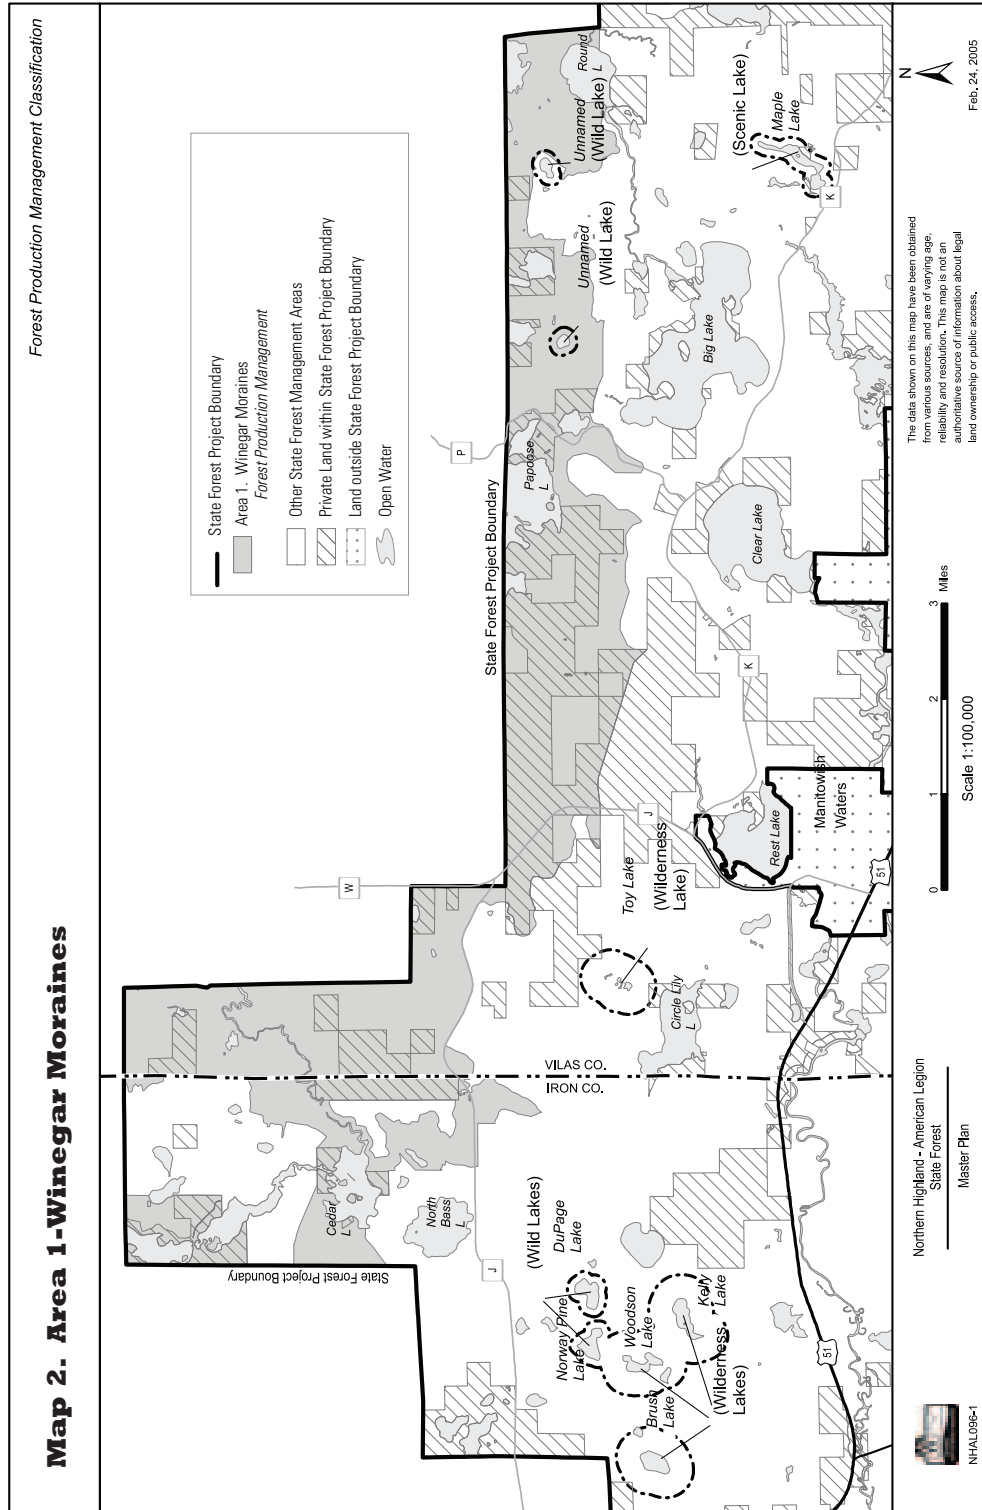 Map 2. Area 1-Winegar Moraines
Forest Production Management Classification
State Forest Project Boundary
Area 1. Winegar Moraines
Forest Production Management
Other State Forest Management Areas
Private Land within State Forest Project Boundary
Land outside State Forest Project Boundary
Open Water
State Forest Project Boundary
State Forest Project Boundary
W
P
Cedar
L
North
Bass
L
J
VILAS CO.
IRON CO.
Papoose
L
Unnamed
(Wild Lake)
Unnamed
(Wild Lake)
Round
L
(Wild Lakes)
DuPage
Lake
Norway Pine
Lake
Woodson
Lake
Kelly
Lake
Brush
Lake
(Wilderness
Lakes)
Toy Lake
(Wilderness
Lake)
Circle Lily
L
J
K
Rest Lake
Manitowish
Waters
Clear Lake
Big Lake
(Scenic Lake)
Maple
Lake
K
51
51
NHAL096-1
Northern Highland - American Legion
State Forest
Master Plan
0 1 2 3 Miles
Scale 1:100,000
The data shown on this map have been obtained
from various sources, and are of varying age,
reliability and resolution. This map is not an
authoritative source of information about legal
land ownership or public access.
N
Feb. 24, 2005